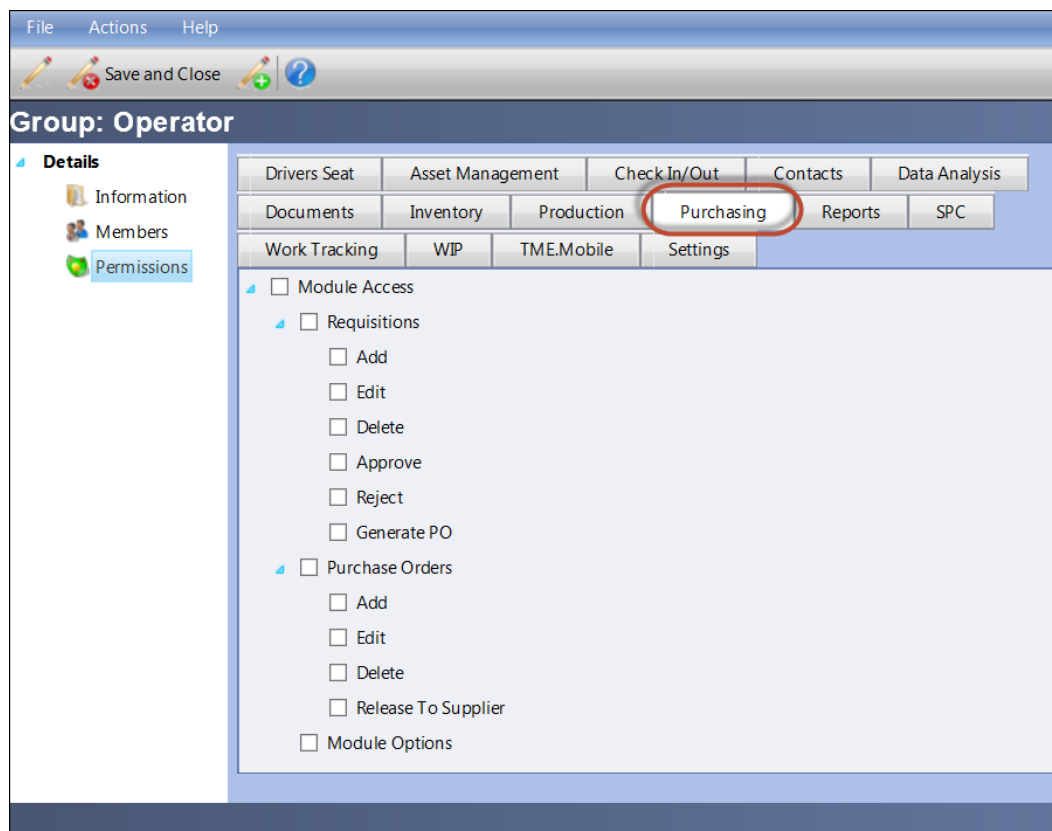 File Actions Help
Save and Close
Group: Operator
Details
Information
Members
Permissions
Drivers Seat Asset Management Check In/Out Contacts Data Analysis
Documents Inventory Production Purchasing Reports SPC
Work Tracking WIP TME.Mobile Settings
Module Access
Requisitions
Add
Edit
Delete
Approve
Reject
Generate PO
Purchase Orders
Add
Edit
Delete
Release To Supplier
Module Options